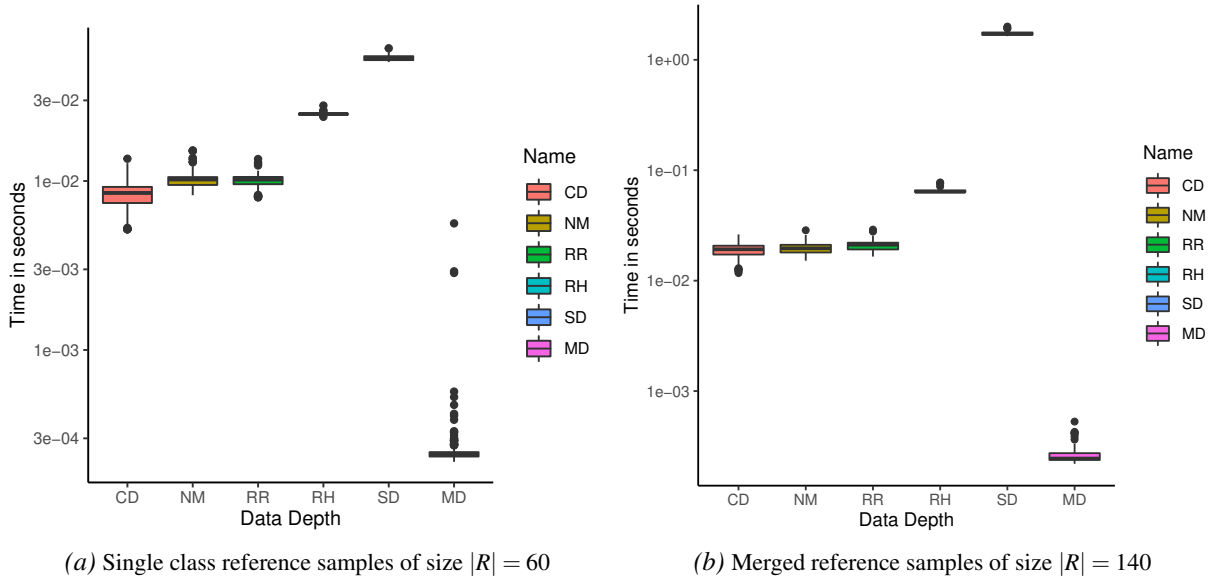 3e−02
1e−02
3e−03
1e−03
3e−04
Time in seconds
CD NM RR RH SD MD
Data Depth
Name
CD
NM
RR
RH
SD
MD
(a) Single class reference samples of size |R| = 60
1e+00
1e−01
1e−02
1e−03
Time in seconds
CD NM RR RH SD MD
Data Depth
Name
CD
NM
RR
RH
SD
MD
(b) Merged reference samples of size |R| = 140